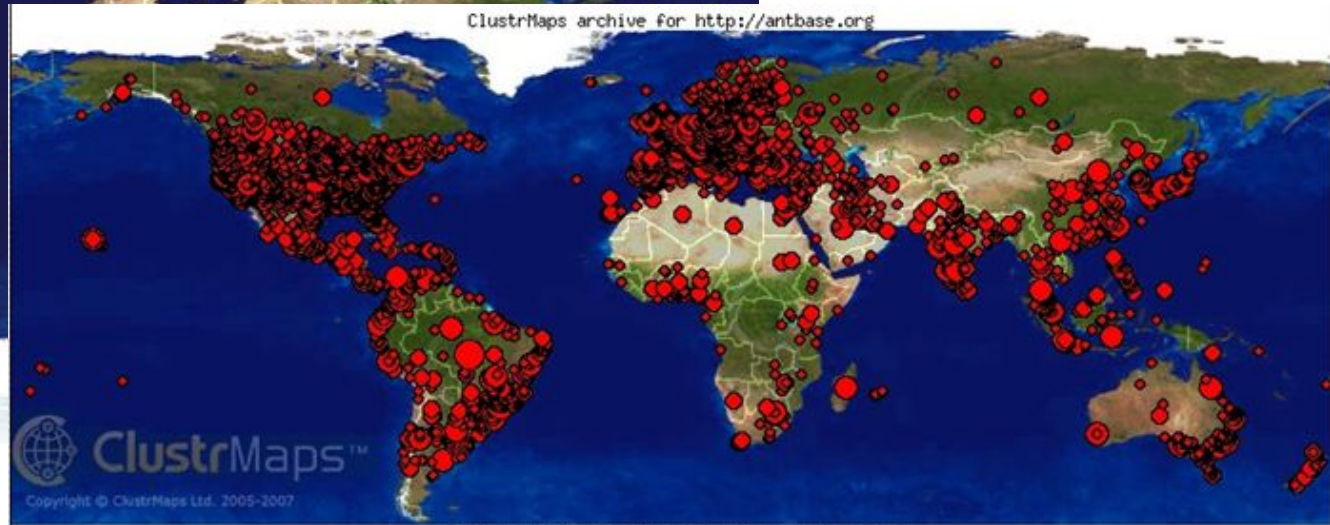 ClustrMaps archive for http://antbase.org
ClustrMaps™
Copyright © ClustrMaps Ltd. 2005-2007